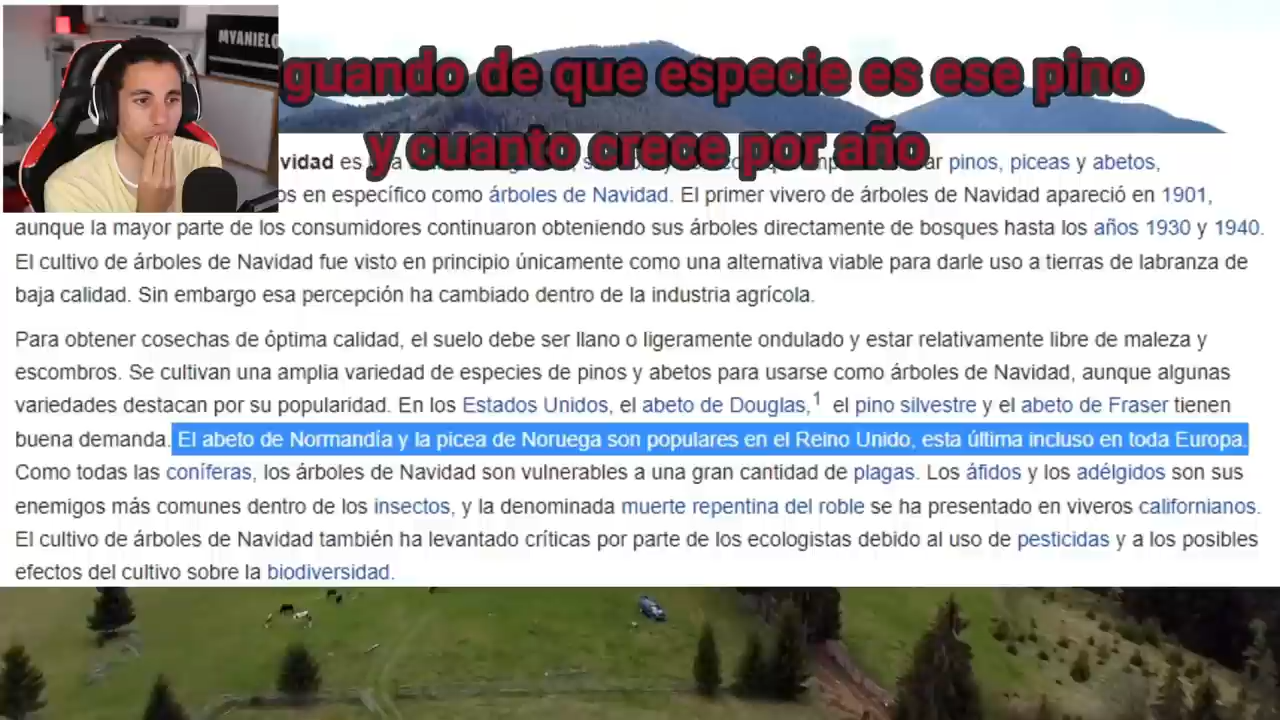 MYANIELO
guando de que especie es ese pino
y cuanto crece por año
vividad es pinos, piceas y abetos,
os en específico como árboles de Navidad. El primer vivero de árboles de Navidad apareció en 1901,
aunque la mayor parte de los consumidores continuaron obteniendo sus árboles directamente de bosques hasta los años 1930 y 1940.
El cultivo de árboles de Navidad fue visto en principio únicamente como una alternativa viable para darle uso a tierras de labranza de
baja calidad. Sin embargo esa percepción ha cambiado dentro de la industria agrícola.
Para obtener cosechas de óptima calidad, el suelo debe ser llano o ligeramente ondulado y estar relativamente libre de maleza y
escombros. Se cultivan una amplia variedad de especies de pinos y abetos para usarse como árboles de Navidad, aunque algunas
variedades destacan por su popularidad. En los Estados Unidos, el abeto de Douglas,1 el pino silvestre y el abeto de Fraser tienen
buena demanda. El abeto de Normandía y la picea de Noruega son populares en el Reino Unido, esta última incluso en toda Europa.
Como todas las coníferas, los árboles de Navidad son vulnerables a una gran cantidad de plagas. Los áfidos y los adélgidos son sus
enemigos más comunes dentro de los insectos, y la denominada muerte repentina del roble se ha presentado en viveros californianos.
El cultivo de árboles de Navidad también ha levantado críticas por parte de los ecologistas debido al uso de pesticidas y a los posibles
efectos del cultivo sobre la biodiversidad.